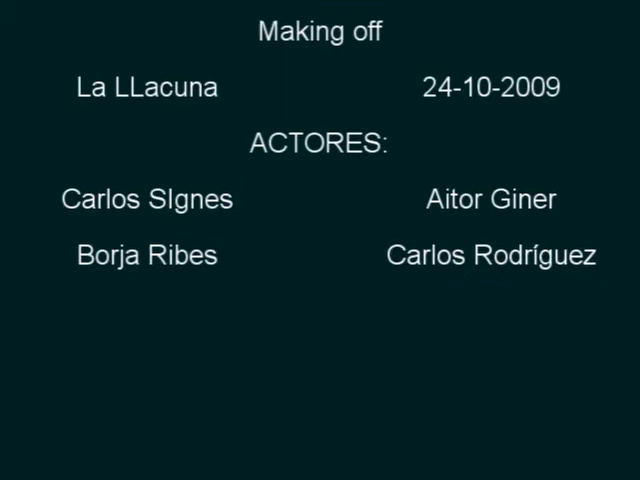 Making off
La LLacuna 24-10-2009
ACTORES:
Carlos SIgnes Aitor Giner
Borja Ribes Carlos Rodríguez